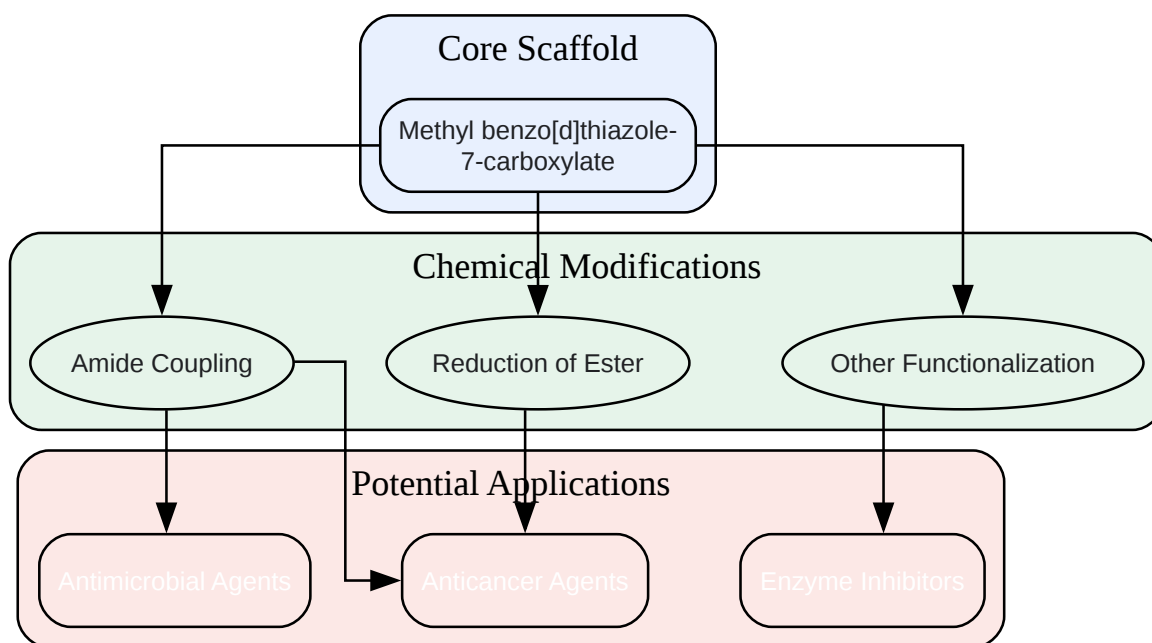 Core Scaffold
Methyl benzo[d]thiazole-
7-carboxylate
Chemical Modifications
Amide Coupling
Reduction of Ester
Other Functionalization
Potential Applications
Antimicrobial Agents
Anticancer Agents
Enzyme Inhibitors